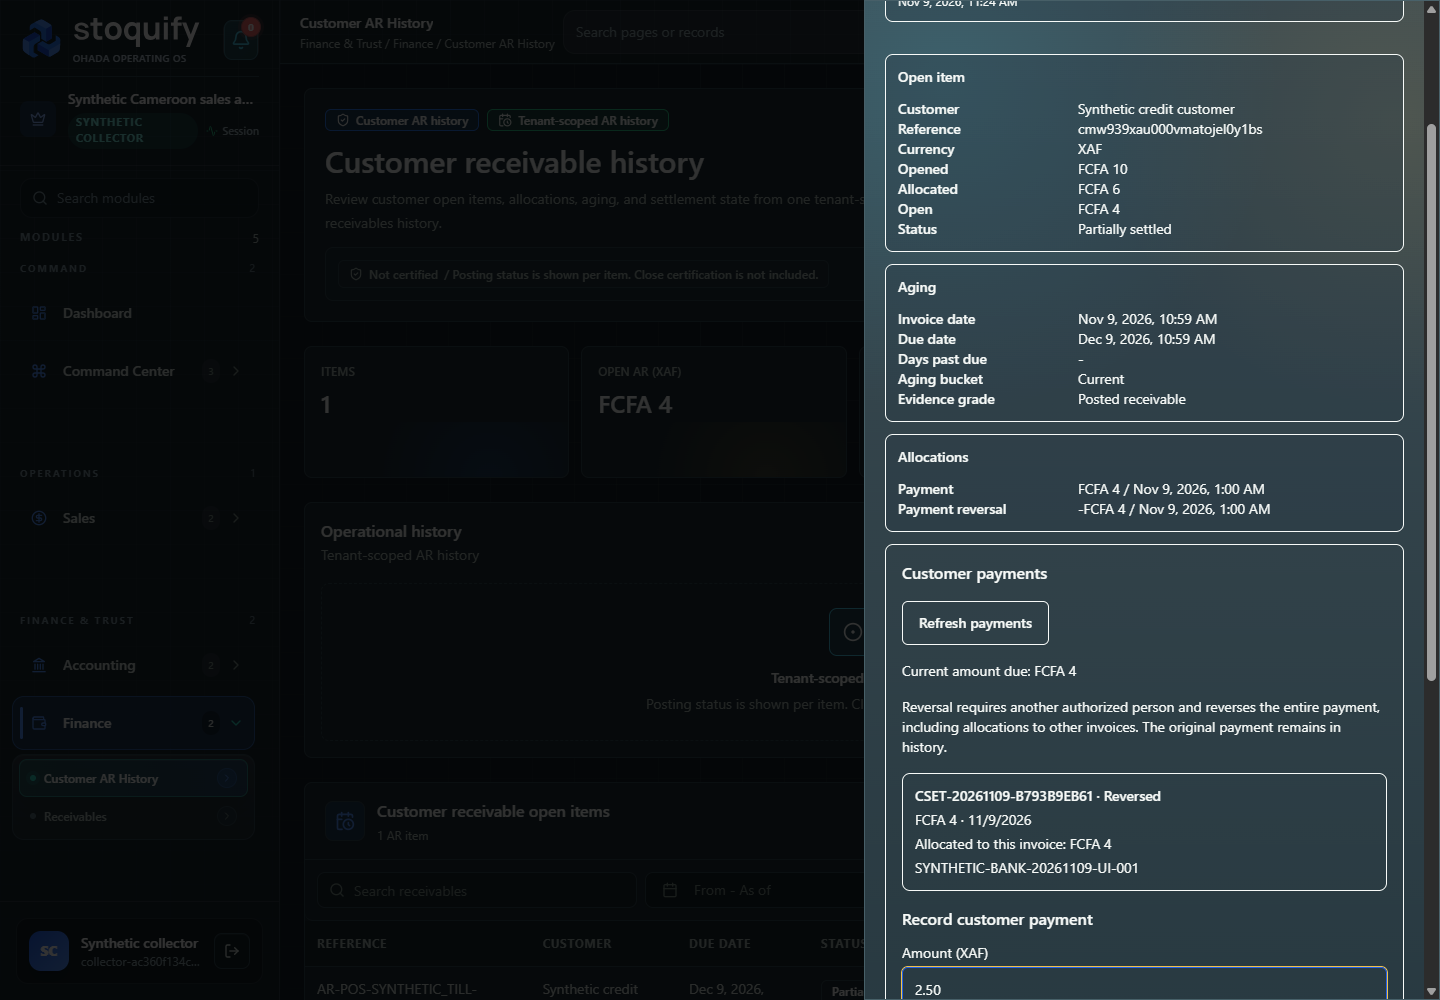 stoquify
OHADA OPERATING OS
Synthetic Cameroon sales a...
SYNTHETIC COLLECTOR
Session
Search modules
MODULES 5
COMMAND 2
Dashboard
Command Center 3
OPERATIONS 1
Sales 2
FINANCE & TRUST 2
Accounting 2
Finance 2
Customer AR History
Receivables
SC
Synthetic collector
collector-ac360f134c...
Customer AR History
Finance & Trust / Finance / Customer AR History
Search pages or records
Customer AR history
Tenant-scoped AR history
Customer receivable history
Review customer open items, allocations, aging, and settlement state from one tenant-s
receivables history.
Not certified / Posting status is shown per item. Close certification is not included.
ITEMS
1
OPEN AR (XAF)
FCFA 4
Operational history
Tenant-scoped AR history
Tenant-scoped
Posting status is shown per item. Cl
Customer receivable open items
1 AR item
Search receivables
From - As of
REFERENCE CUSTOMER DUE DATE STATUS
AR-POS-SYNTHETIC_TILL- Synthetic credit Dec 9, 2026, Partia
Nov 9, 2026, 11:24 AM
Open item
Customer Synthetic credit customer
Reference cmw939xau000vmatojel0y1bs
Currency XAF
Opened FCFA 10
Allocated FCFA 6
Open FCFA 4
Status Partially settled
Aging
Invoice date Nov 9, 2026, 10:59 AM
Due date Dec 9, 2026, 10:59 AM
Days past due -
Aging bucket Current
Evidence grade Posted receivable
Allocations
Payment FCFA 4 / Nov 9, 2026, 1:00 AM
Payment reversal -FCFA 4 / Nov 9, 2026, 1:00 AM
Customer payments
Refresh payments
Current amount due: FCFA 4
Reversal requires another authorized person and reverses the entire payment,
including allocations to other invoices. The original payment remains in
history.
CSET-20261109-B793B9EB61 · Reversed
FCFA 4 · 11/9/2026
Allocated to this invoice: FCFA 4
SYNTHETIC-BANK-20261109-UI-001
Record customer payment
Amount (XAF)
2.50